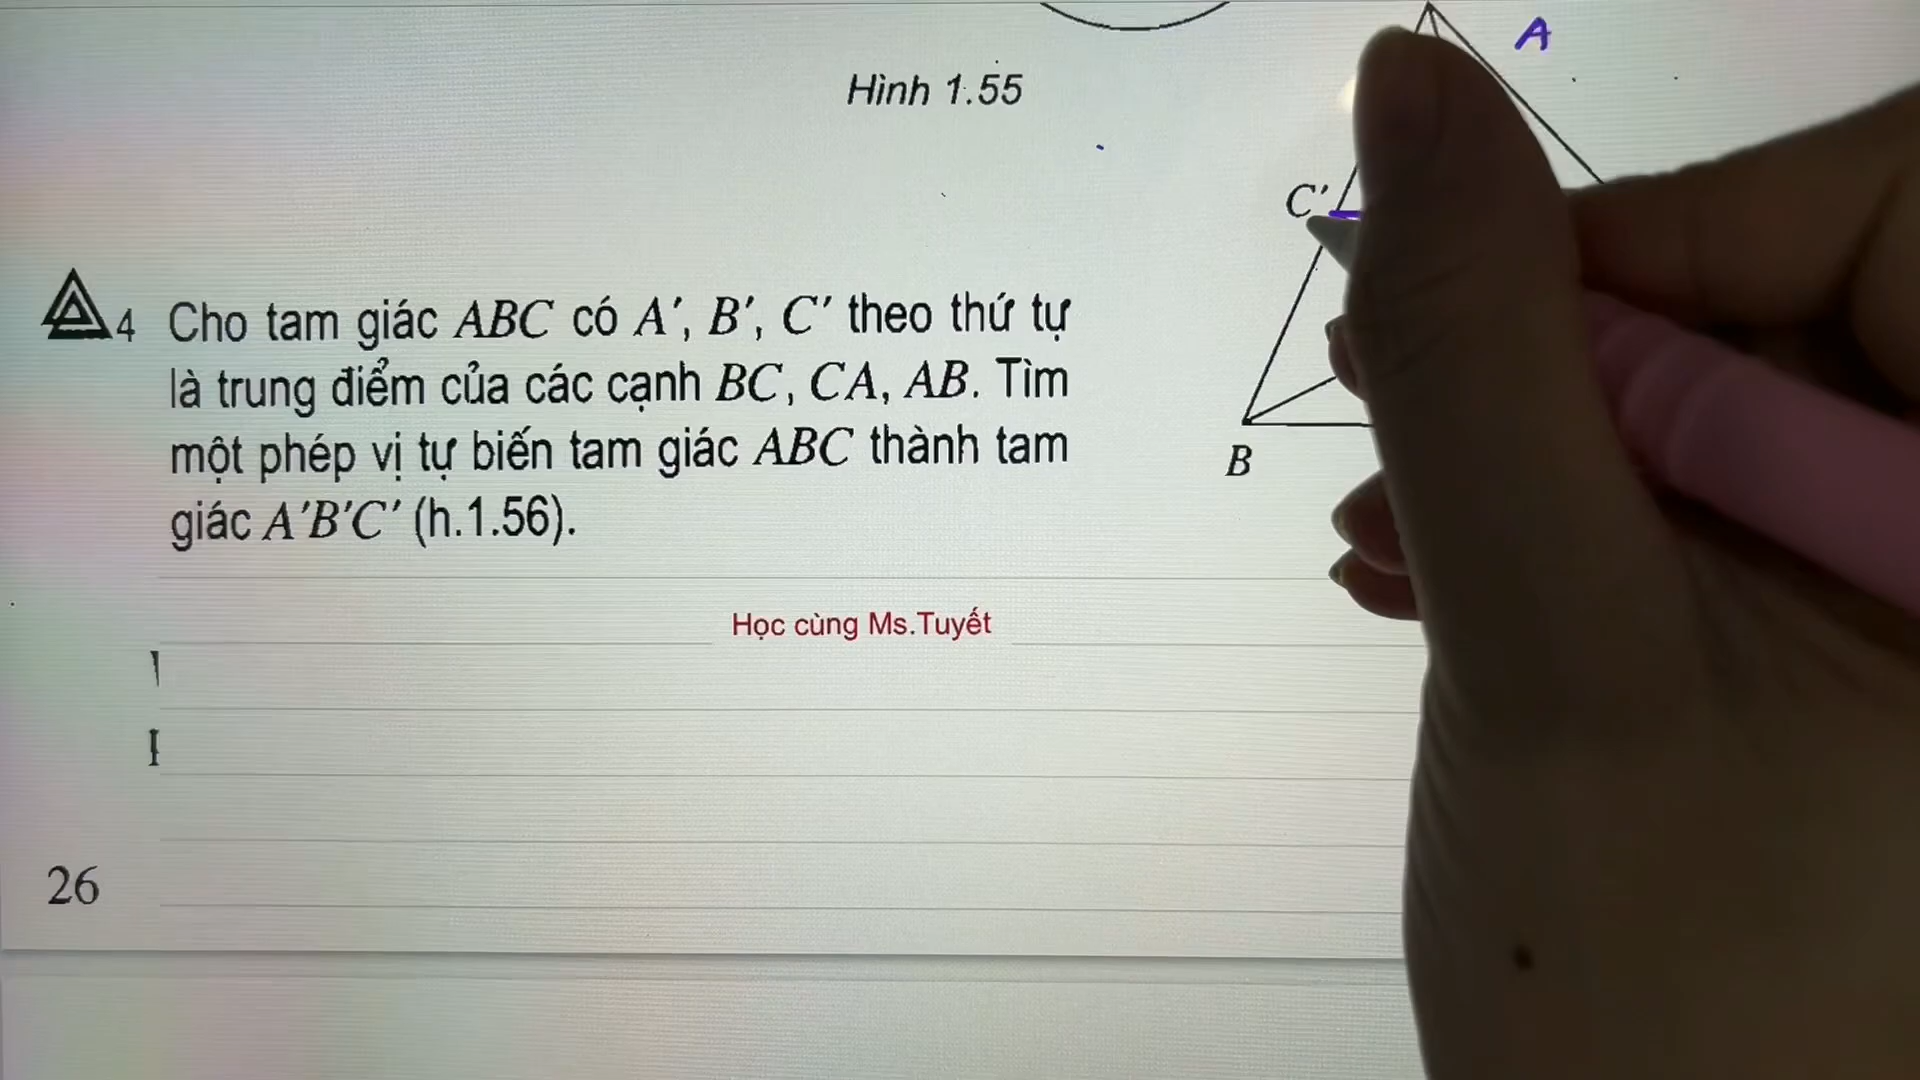 A
Hình 1.55
C'
4 Cho tam giác ABC có A', B', C' theo thứ tự
là trung điểm của các cạnh BC, CA, AB. Tìm
một phép vị tự biến tam giác ABC thành tam
giác A'B'C' (h.1.56).
B
Học cùng Ms.Tuyết
26